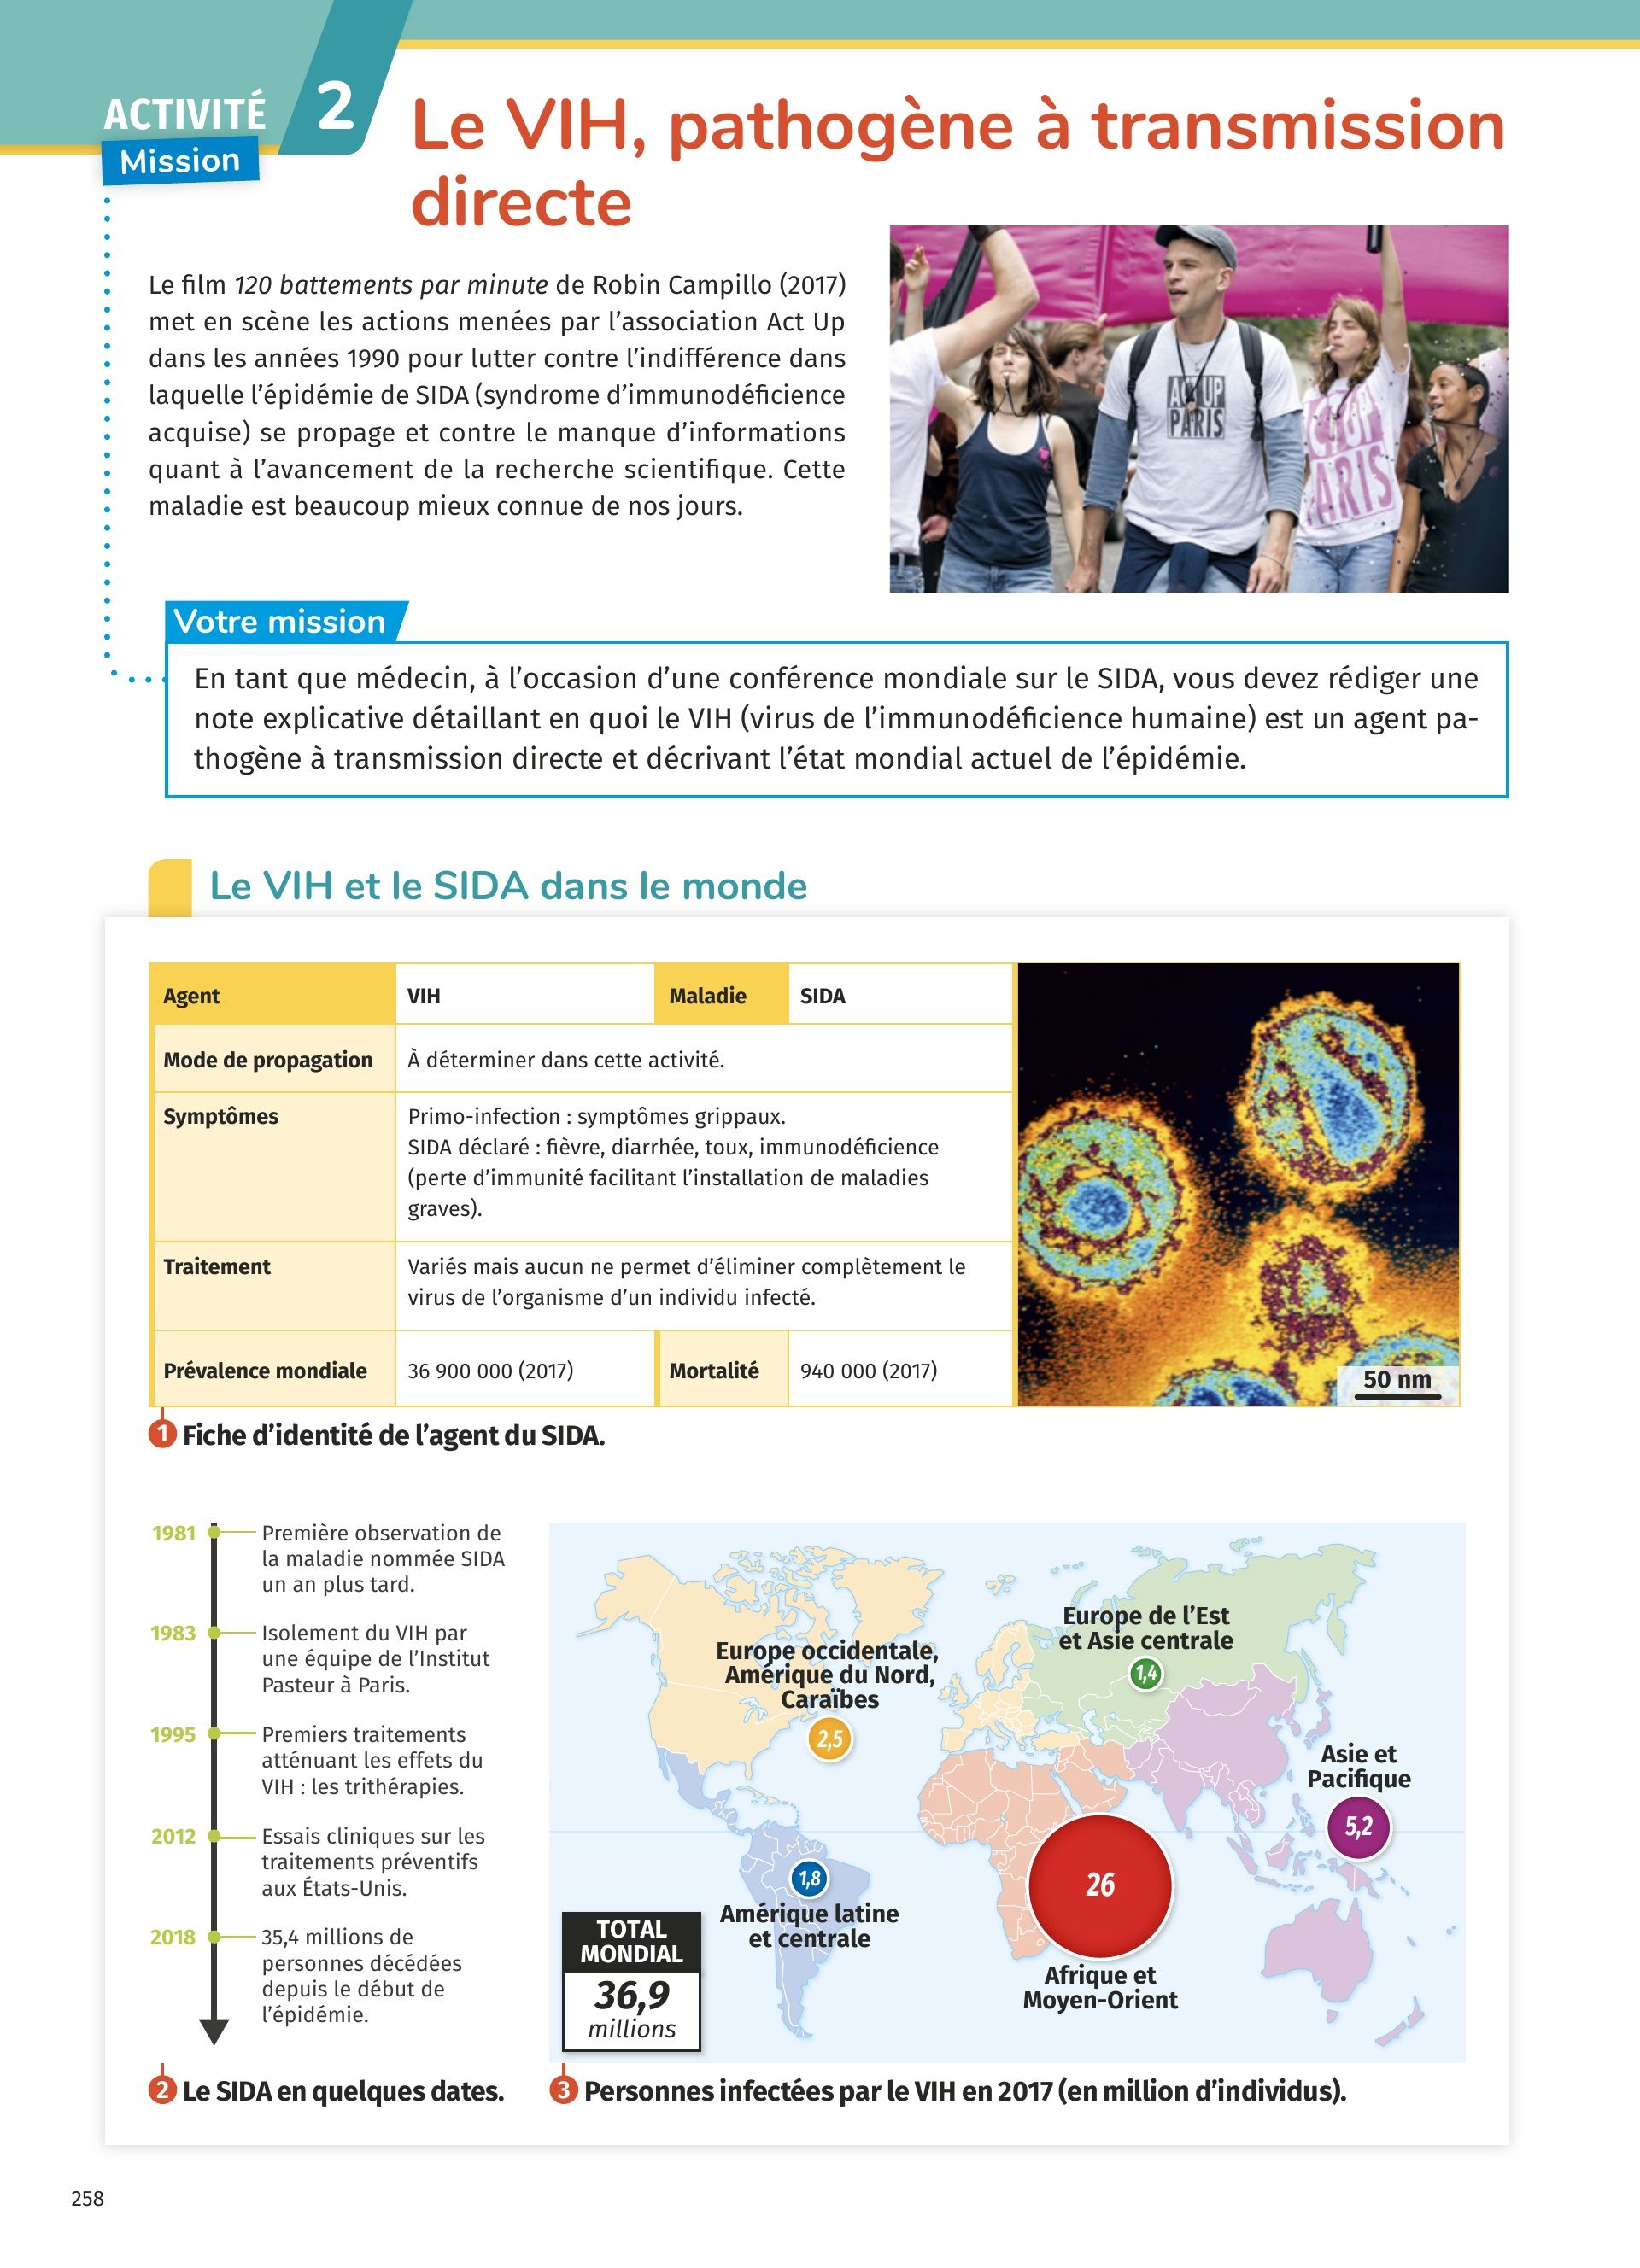 ACTIVITÉ
2
Mission
Le VIH, pathogène à transmission
directe
Le film 120 battements par minute de Robin Campillo (2017)
met en scène les actions menées par l'association Act Up
dans les années 1990 pour lutter contre l'indifférence dans
laquelle l'épidémie de SIDA (syndrome d'immunodéficience
acquise) se propage et contre le manque d'informations
quant à l'avancement de la recherche scientifique. Cette
maladie est beaucoup mieux connue de nos jours.
ACT UP
PARIS
ACT UP
PARIS
Votre mission
En tant que médecin, à l'occasion d'une conférence mondiale sur le SIDA, vous devez rédiger une
note explicative détaillant en quoi le VIH (virus de l'immunodéficience humaine) est un agent pa-
thogène à transmission directe et décrivant l'état mondial actuel de l'épidémie.
Le VIH et le SIDA dans le monde
Agent VIH Maladie SIDA
Mode de propagation À déterminer dans cette activité.
Symptômes Primo-infection : symptômes grippaux.
SIDA déclaré : fièvre, diarrhée, toux, immunodéficience
(perte d'immunité facilitant l'installation de maladies
graves).
Traitement Variés mais aucun ne permet d'éliminer complètement le
virus de l'organisme d'un individu infecté.
Prévalence mondiale 36 900 000 (2017) Mortalité 940 000 (2017)
50 nm
1 Fiche d'identité de l'agent du SIDA.
1981 Première observation de
la maladie nommée SIDA
un an plus tard.
1983 Isolement du VIH par
une équipe de l'Institut
Pasteur à Paris.
1995 Premiers traitements
atténuant les effets du
VIH : les trithérapies.
2012 Essais cliniques sur les
traitements préventifs
aux États-Unis.
2018 35,4 millions de
personnes décédées
depuis le début de
l'épidémie.
2 Le SIDA en quelques dates.
Europe occidentale,
Amérique du Nord,
Caraïbes
2,5
Europe de l'Est
et Asie centrale
1,4
Asie et
Pacifique
5,2
1,8
Amérique latine
et centrale
26
Afrique et
Moyen-Orient
TOTAL
MONDIAL
36,9
millions
3 Personnes infectées par le VIH en 2017 (en million d'individus).
258